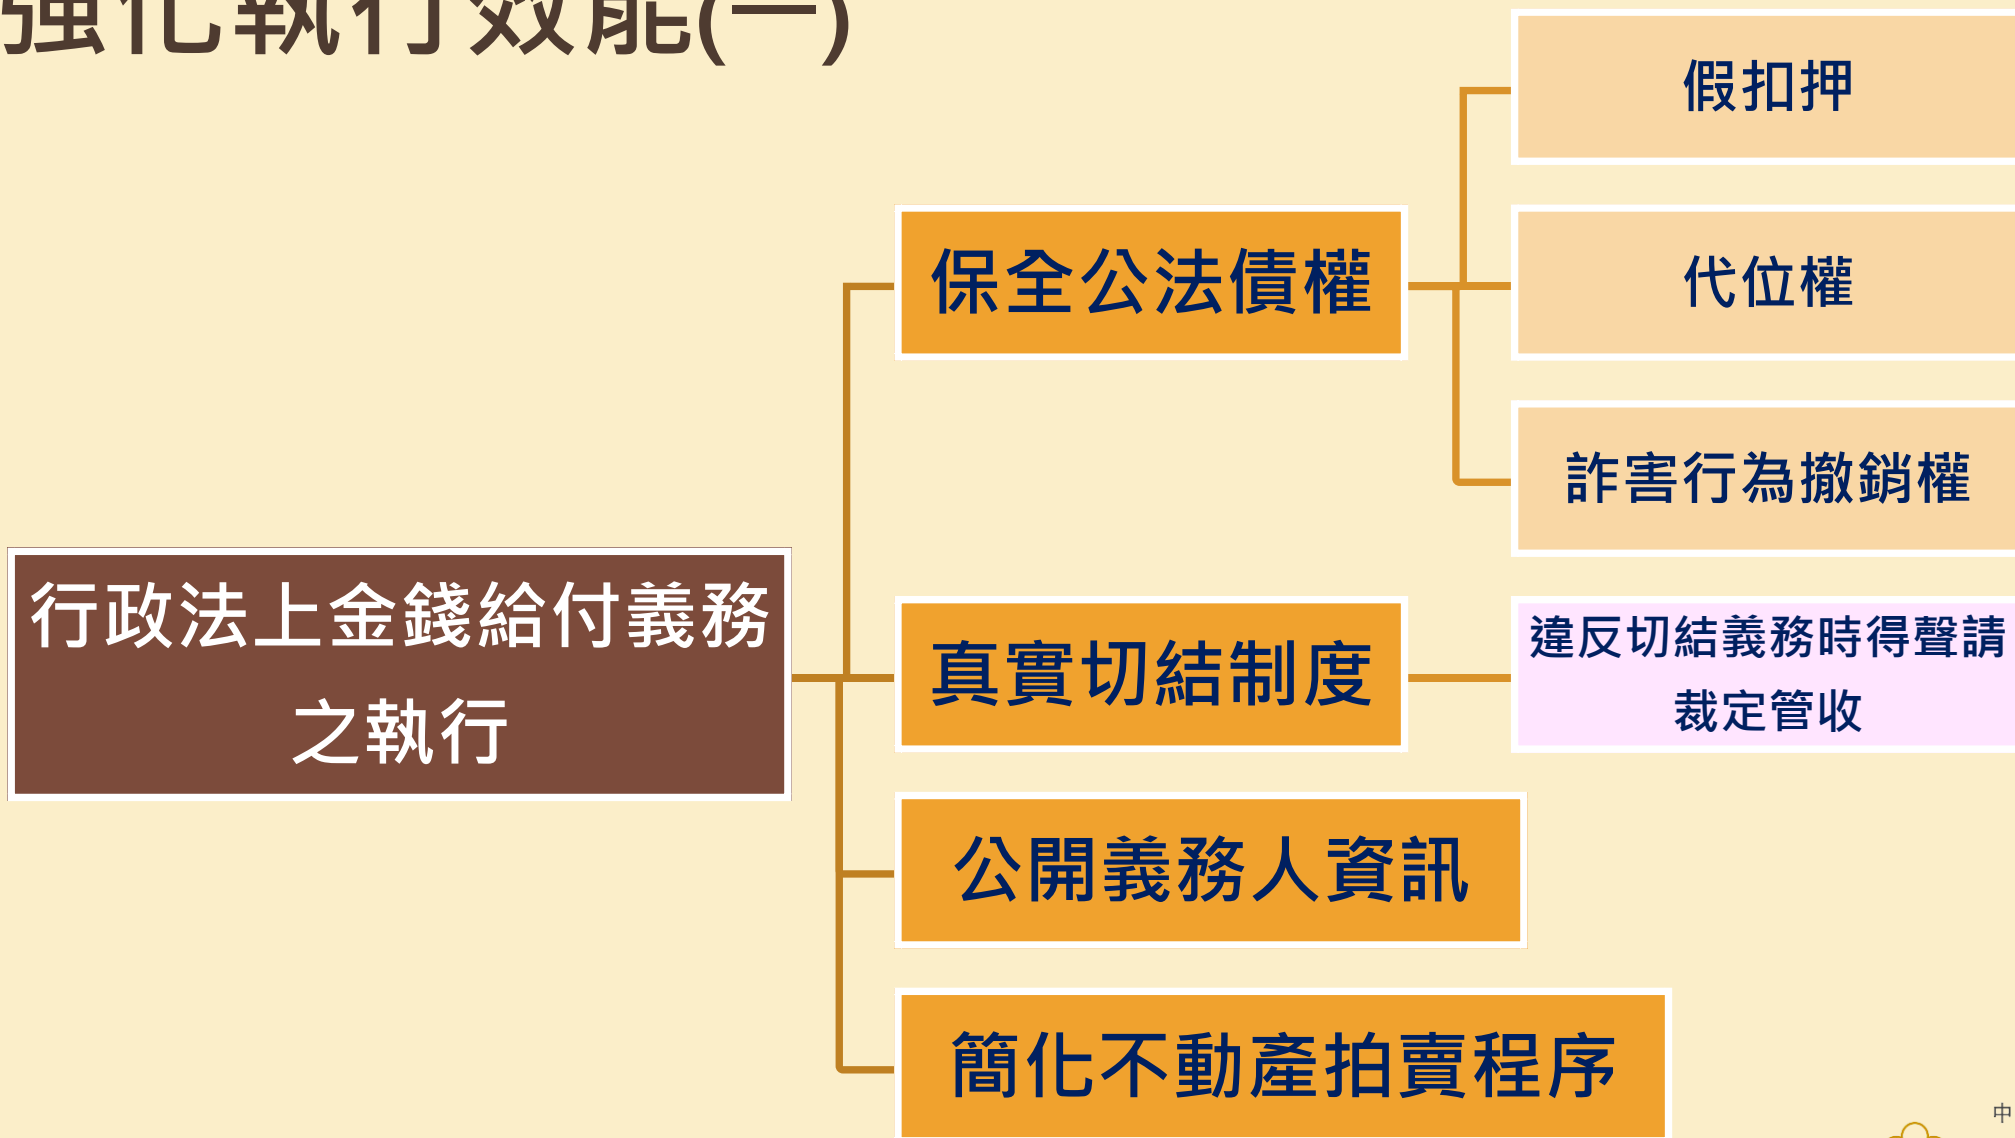 強化執行效能(一)
假扣押
代位權
保全公法債權
詐害行為撤銷權
行政法上金錢給付義務
之執行
真實切結制度
違反切結義務時得聲請
裁定管收
公開義務人資訊
簡化不動產拍賣程序
中